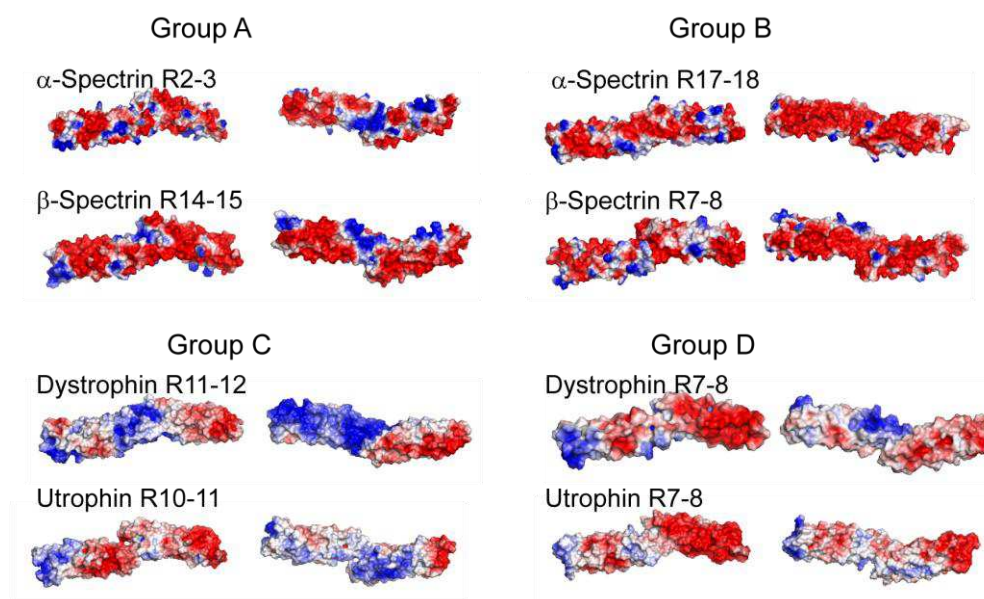 Group A
Group B
α-Spectrin R2-3
α-Spectrin R17-18
β-Spectrin R14-15
β-Spectrin R7-8
Group C
Group D
Dystrophin R11-12
Dystrophin R7-8
Utrophin R10-11
Utrophin R7-8